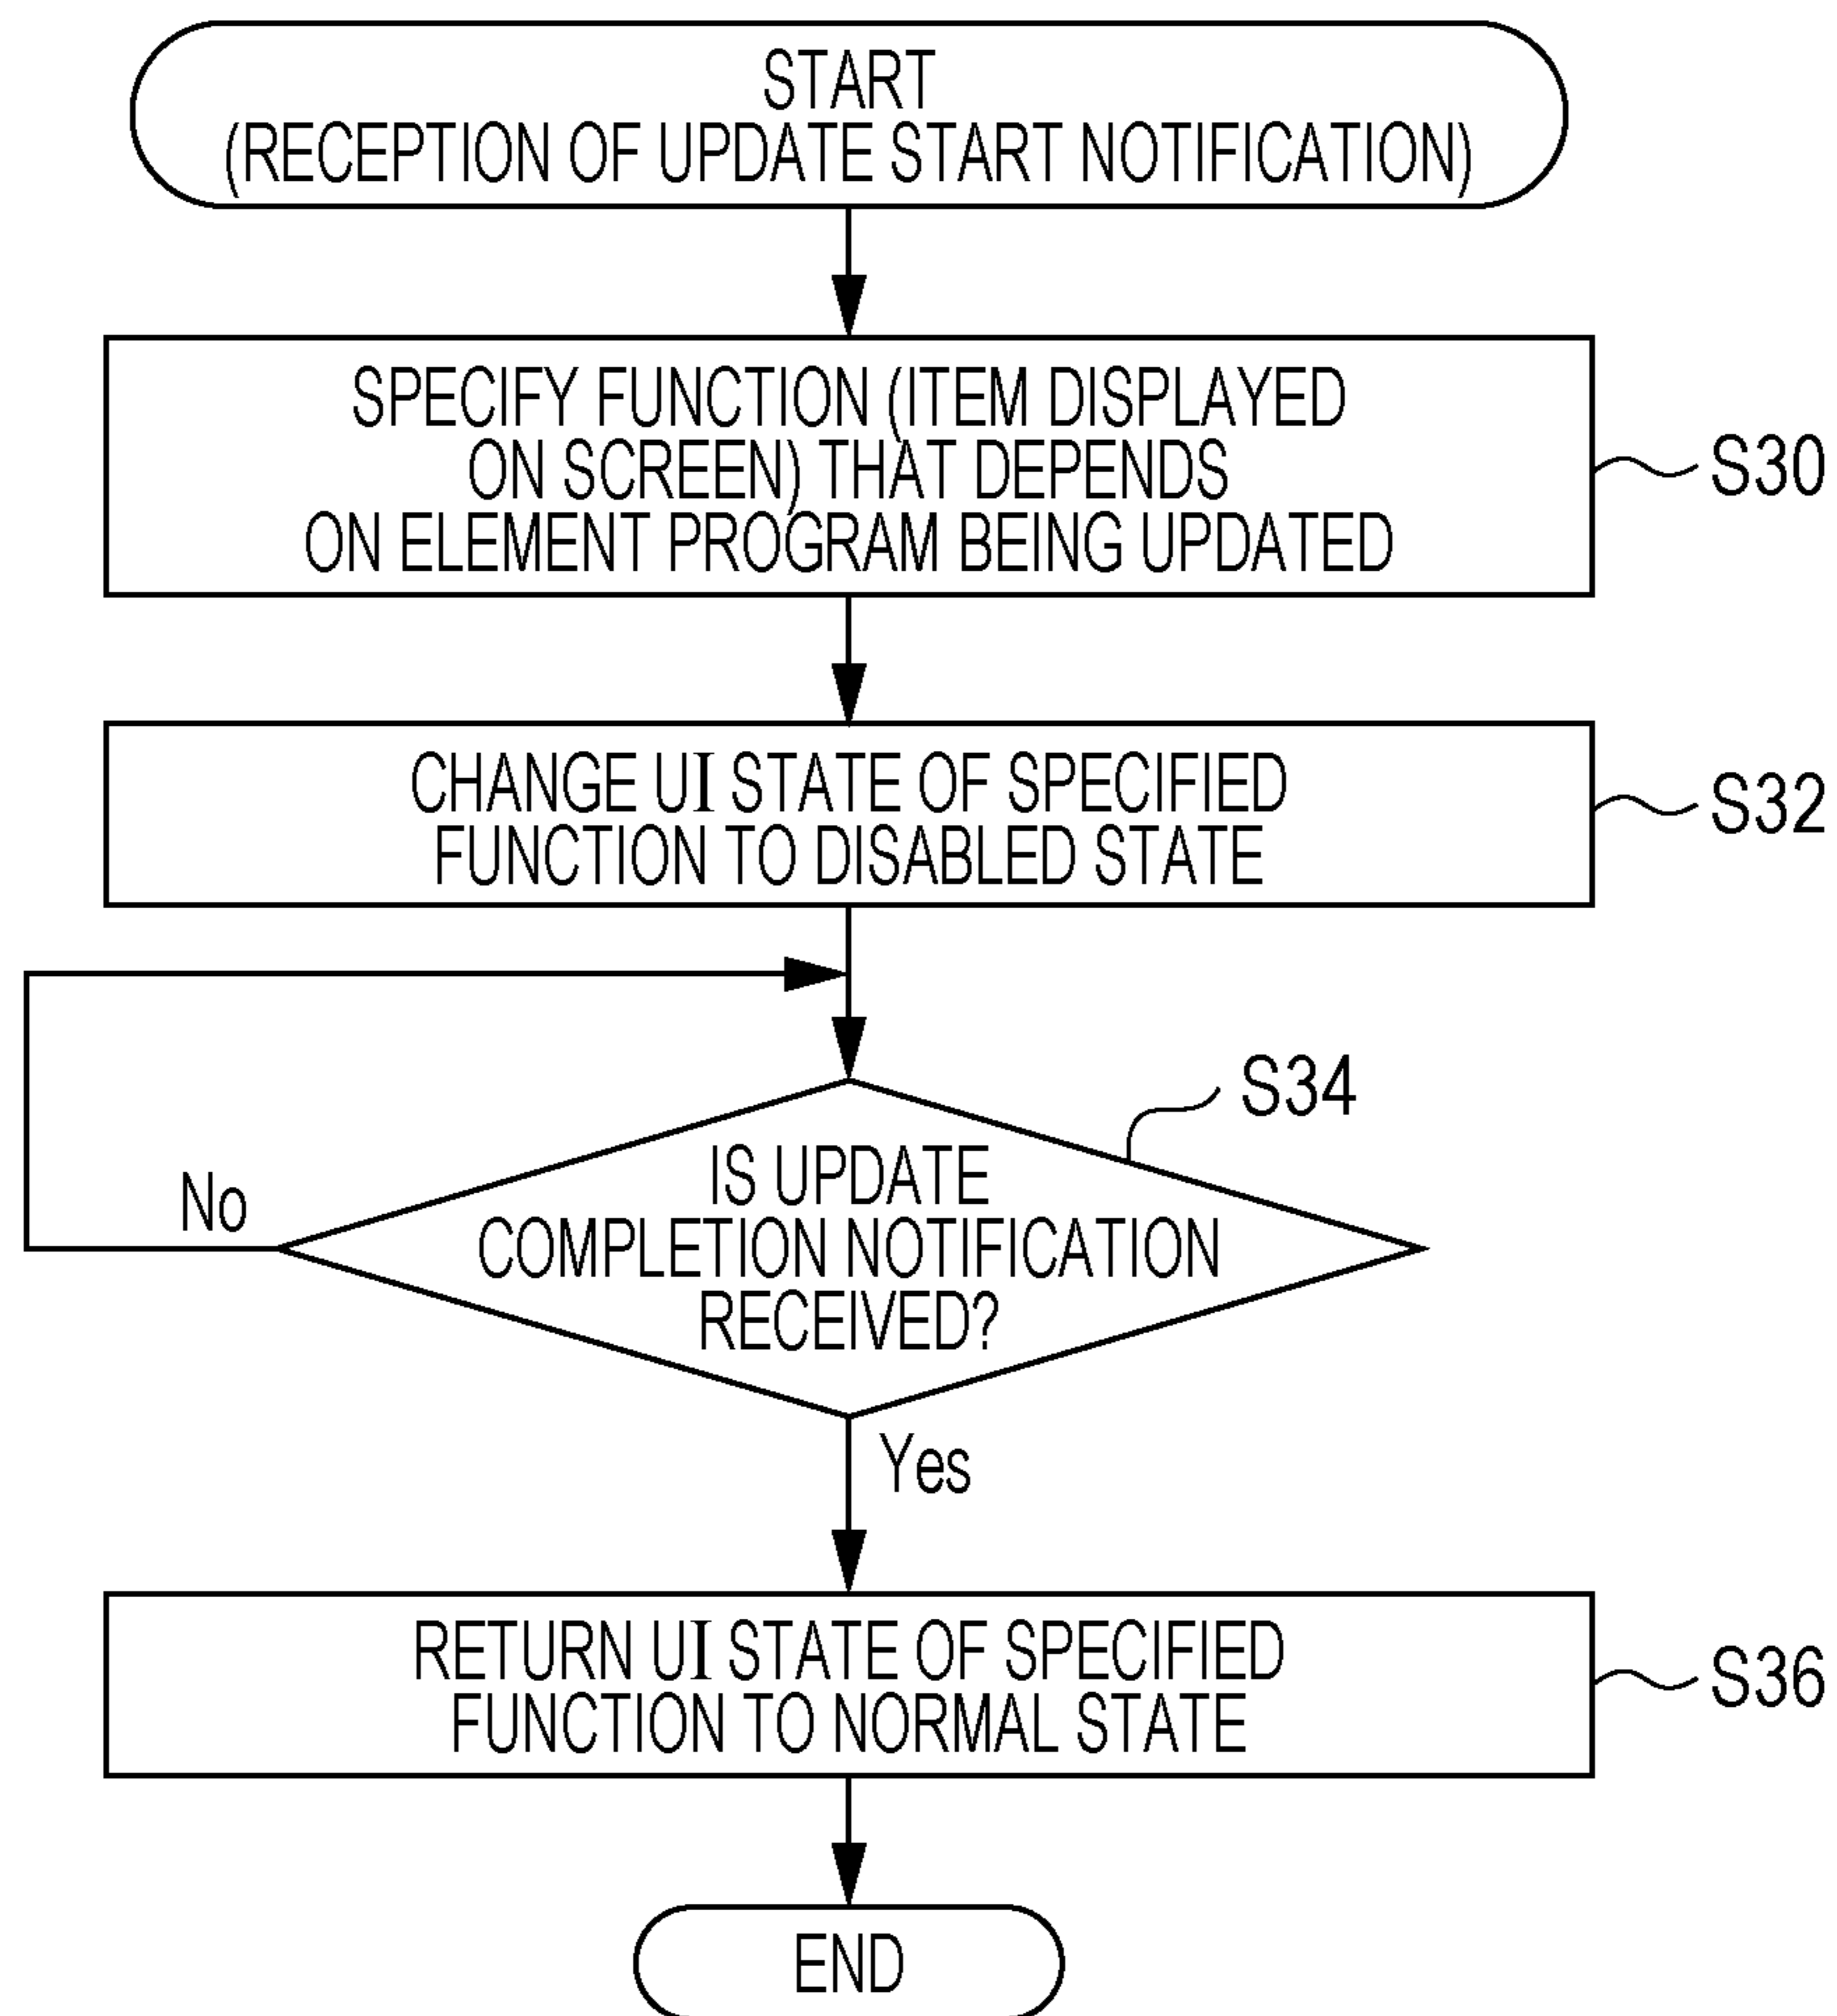 START
(RECEPTION OF UPDATE START NOTIFICATION)
SPECIFY FUNCTION (ITEM DISPLAYED
ON SCREEN) THAT DEPENDS
ON ELEMENT PROGRAM BEING UPDATED
S30
CHANGE UI STATE OF SPECIFIED
FUNCTION TO DISABLED STATE
S32
S34
IS UPDATE
COMPLETION NOTIFICATION
RECEIVED?
No
Yes
RETURN UI STATE OF SPECIFIED
FUNCTION TO NORMAL STATE
S36
END